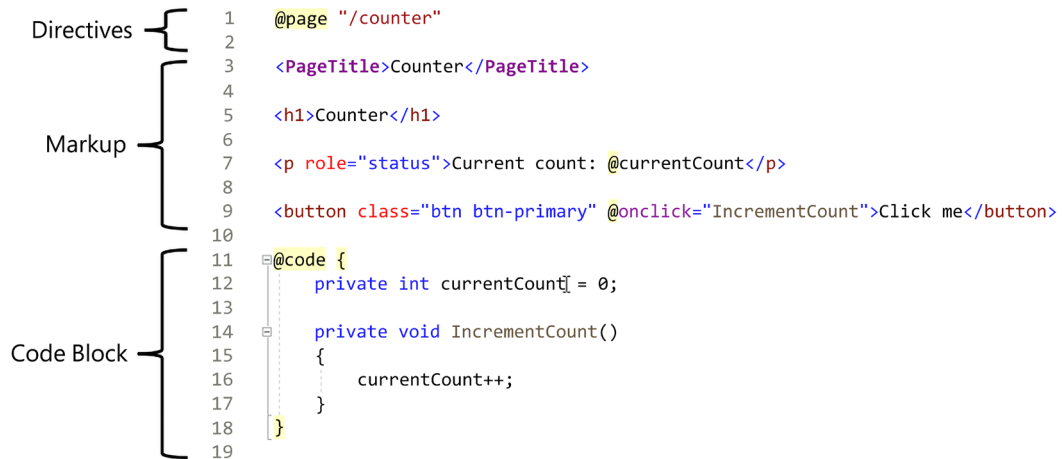 Directives
Markup
Code Block
1 @page "/counter"
2
3 <PageTitle>Counter</PageTitle>
4
5 <h1>Counter</h1>
6
7 <p role="status">Current count: @currentCount</p>
8
9 <button class="btn btn-primary" @onclick="IncrementCount">Click me</button>
10
11 @code {
12     private int currentCount = 0;
13
14     private void IncrementCount()
15     {
16         currentCount++;
17     }
18 }
19